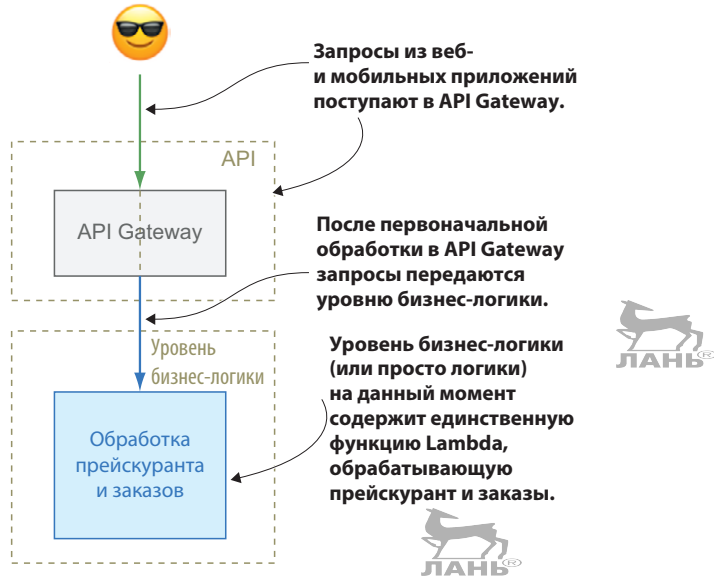 Запросы из веб-
и мобильных приложений
поступают в API Gateway.
API
API Gateway
После первоначальной
обработки в API Gateway
запросы передаются
уровню бизнес-логики.
Уровень
бизнес-логики
Уровень бизнес-логики
(или просто логики)
на данный момент
содержит единственную
функцию Lambda,
обрабатывающую
прейскурант и заказы.
Обработка
прейскуранта
и заказов
ЛАНЬ®
ЛАНЬ®